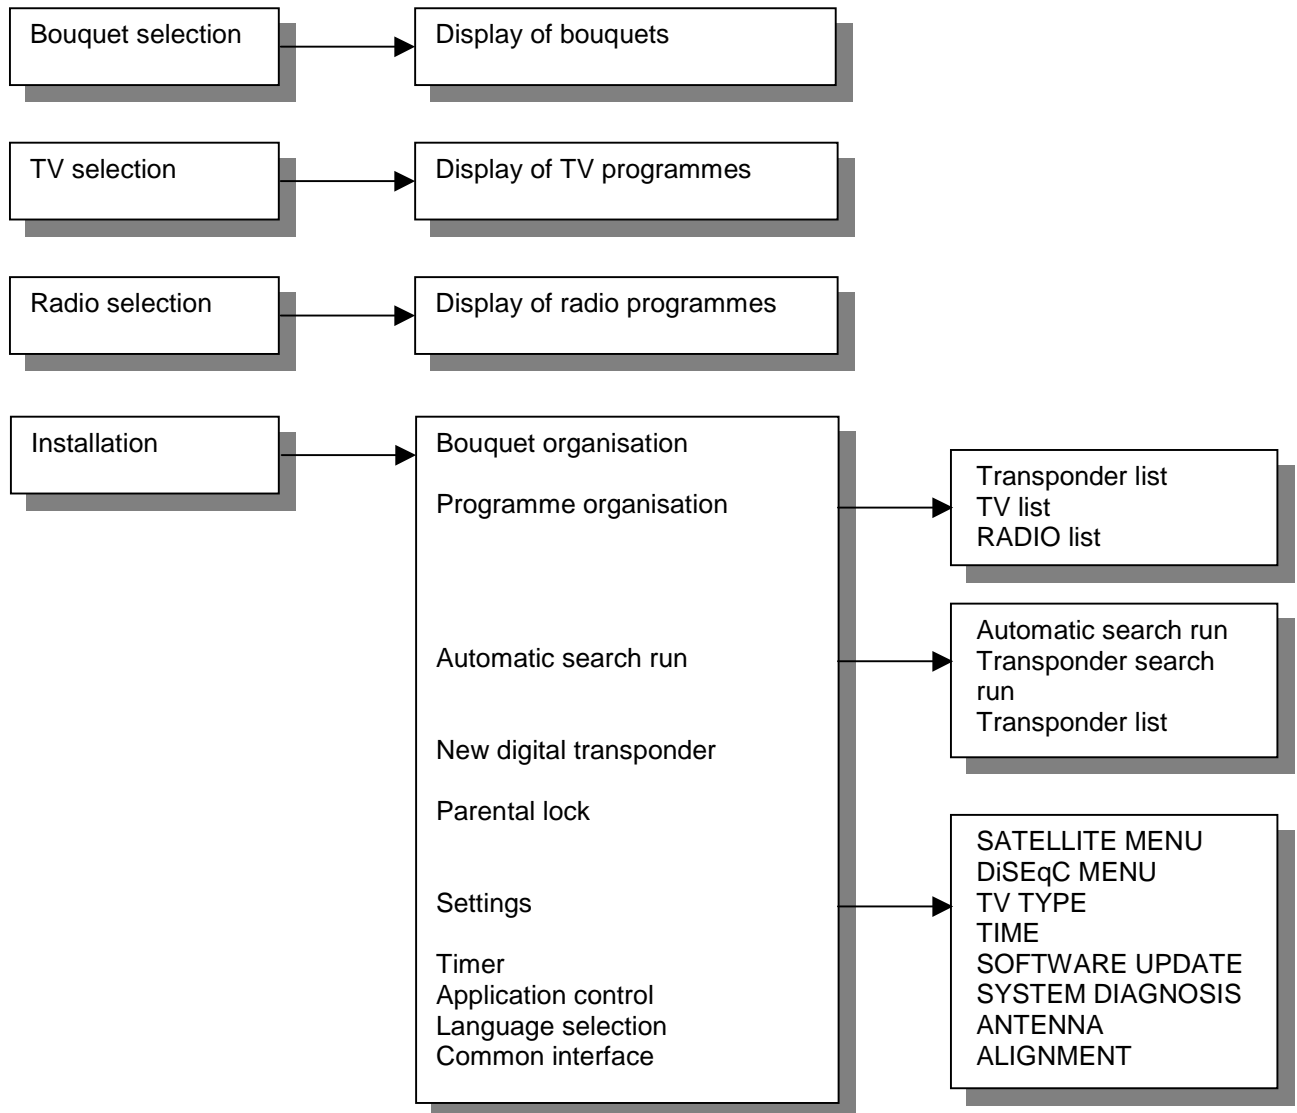 Bouquet selection
Display of bouquets
TV selection
Display of TV programmes
Radio selection
Display of radio programmes
Installation
Bouquet organisation
Programme organisation
Automatic search run
New digital transponder
Parental lock
Settings
Timer
Application control
Language selection
Common interface
Transponder list
TV list
RADIO list
Automatic search run
Transponder search
run
Transponder list
SATELLITE MENU
DiSEqC MENU
TV TYPE
TIME
SOFTWARE UPDATE
SYSTEM DIAGNOSIS
ANTENNA
ALIGNMENT